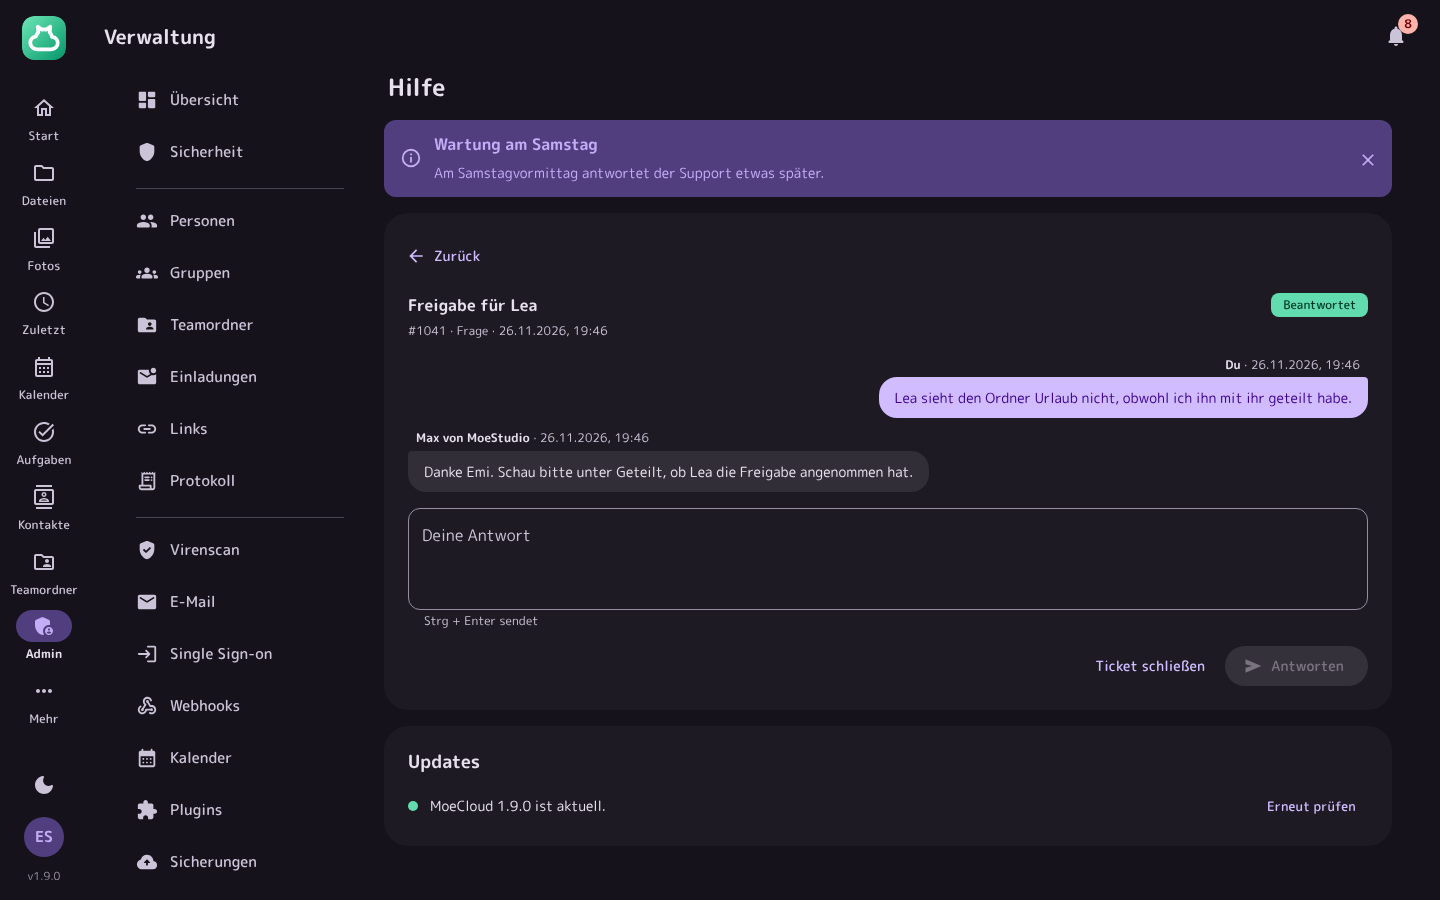 Verwaltung
8
Start
Dateien
Fotos
Zuletzt
Kalender
Aufgaben
Kontakte
Teamordner
Admin
Mehr
ES
v1.9.0
Übersicht
Sicherheit
Personen
Gruppen
Teamordner
Einladungen
Links
Protokoll
Virenscan
E-Mail
Single Sign-on
Webhooks
Kalender
Plugins
Sicherungen
Hilfe
Wartung am Samstag
Am Samstagvormittag antwortet der Support etwas später.
Zurück
Freigabe für Lea
Beantwortet
#1041 · Frage · 26.11.2026, 19:46
Du · 26.11.2026, 19:46
Lea sieht den Ordner Urlaub nicht, obwohl ich ihn mit ihr geteilt habe.
Max von MoeStudio · 26.11.2026, 19:46
Danke Emi. Schau bitte unter Geteilt, ob Lea die Freigabe angenommen hat.
Deine Antwort
Strg + Enter sendet
Ticket schließen
Antworten
Updates
MoeCloud 1.9.0 ist aktuell.
Erneut prüfen